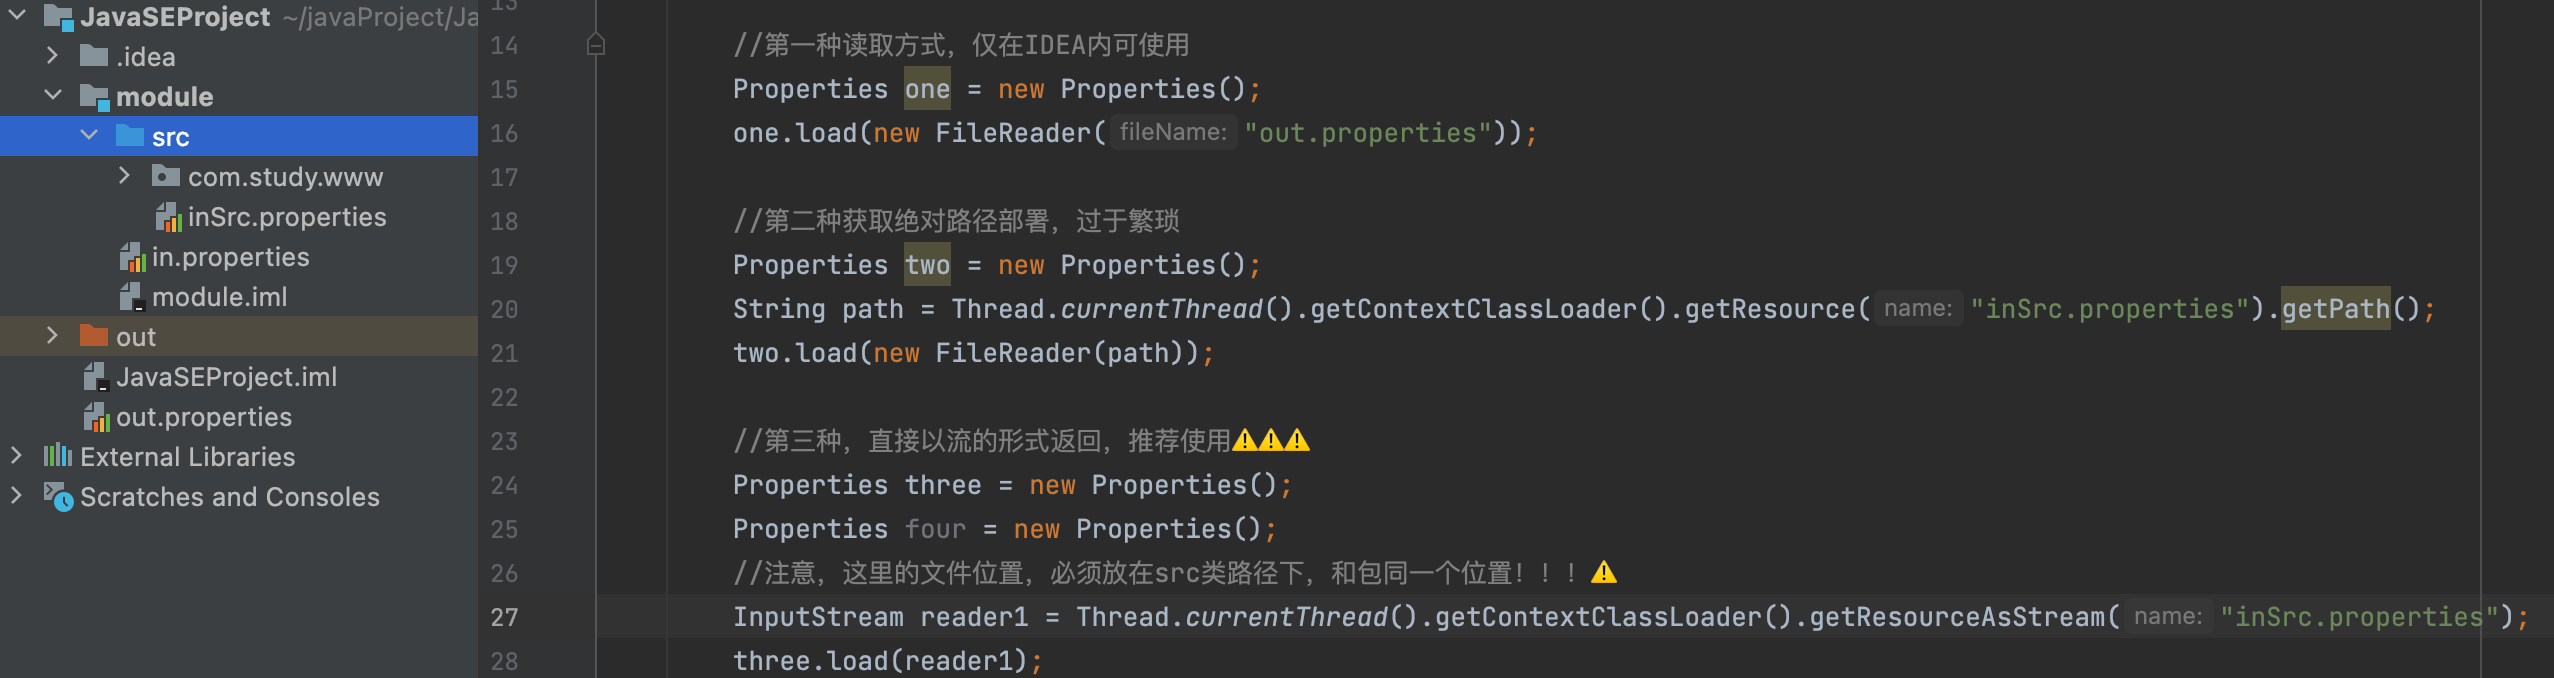 JavaSEProject ~/javaProject/Ja
.idea
module
src
com.study.www
inSrc.properties
in.properties
module.iml
out
JavaSEProject.iml
out.properties
External Libraries
Scratches and Consoles
13
14 //第一种读取方式，仅在IDEA内可使用
15 Properties one = new Properties();
16 one.load(new FileReader( fileName: "out.properties"));
17
18 //第二种获取绝对路径部署，过于繁琐
19 Properties two = new Properties();
20 String path = Thread.currentThread().getContextClassLoader().getResource( name: "inSrc.properties").getPath();
21 two.load(new FileReader(path));
22
23 //第三种，直接以流的形式返回，推荐使用⚠️⚠️⚠️
24 Properties three = new Properties();
25 Properties four = new Properties();
26 //注意，这里的文件位置，必须放在src类路径下，和包同一个位置！！！⚠️
27 InputStream reader1 = Thread.currentThread().getContextClassLoader().getResourceAsStream( name: "inSrc.properties");
28 three.load(reader1);